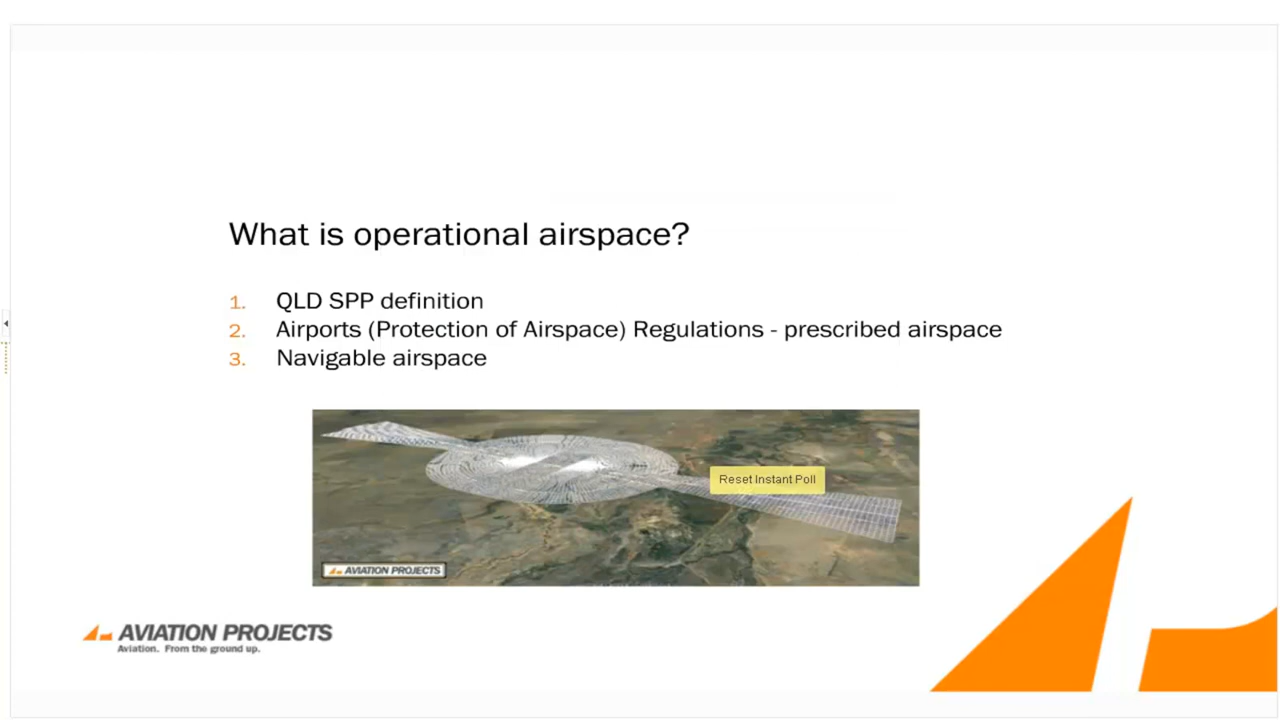 What is operational airspace?
1. QLD SPP definition
2. Airports (Protection of Airspace) Regulations - prescribed airspace
3. Navigable airspace
Reset Instant Poll
AVIATION PROJECTS
AVIATION PROJECTS
Aviation. From the ground up.